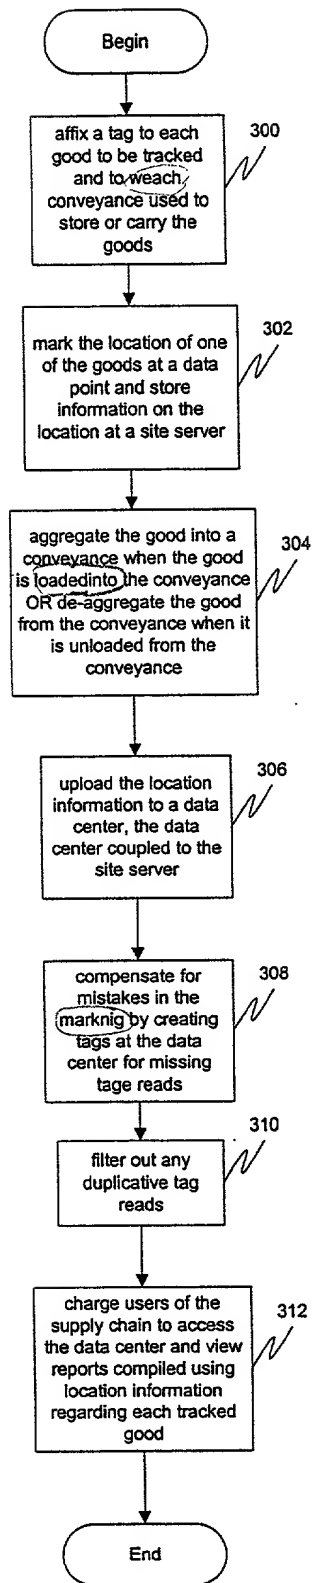 Begin
affix a tag to each
good to be tracked
and to weach
conveyance used to
store or carry the
goods
300
mark the location of one
of the goods at a data
point and store
information on the
location at a site server
302
aggregate the good into a
conveyance when the good
is loadedinto the conveyance
OR de-aggregate the good
from the conveyance when it
is unloaded from the
conveyance
304
upload the location
information to a data
center, the data
center coupled to the
site server
306
compensate for
mistakes in the
marknig by creating
tags at the data
center for missing
tage reads
308
filter out any
duplicative tag
reads
310
charge users of the
supply chain to access
the data center and view
reports compiled using
location information
regarding each tracked
good
312
End